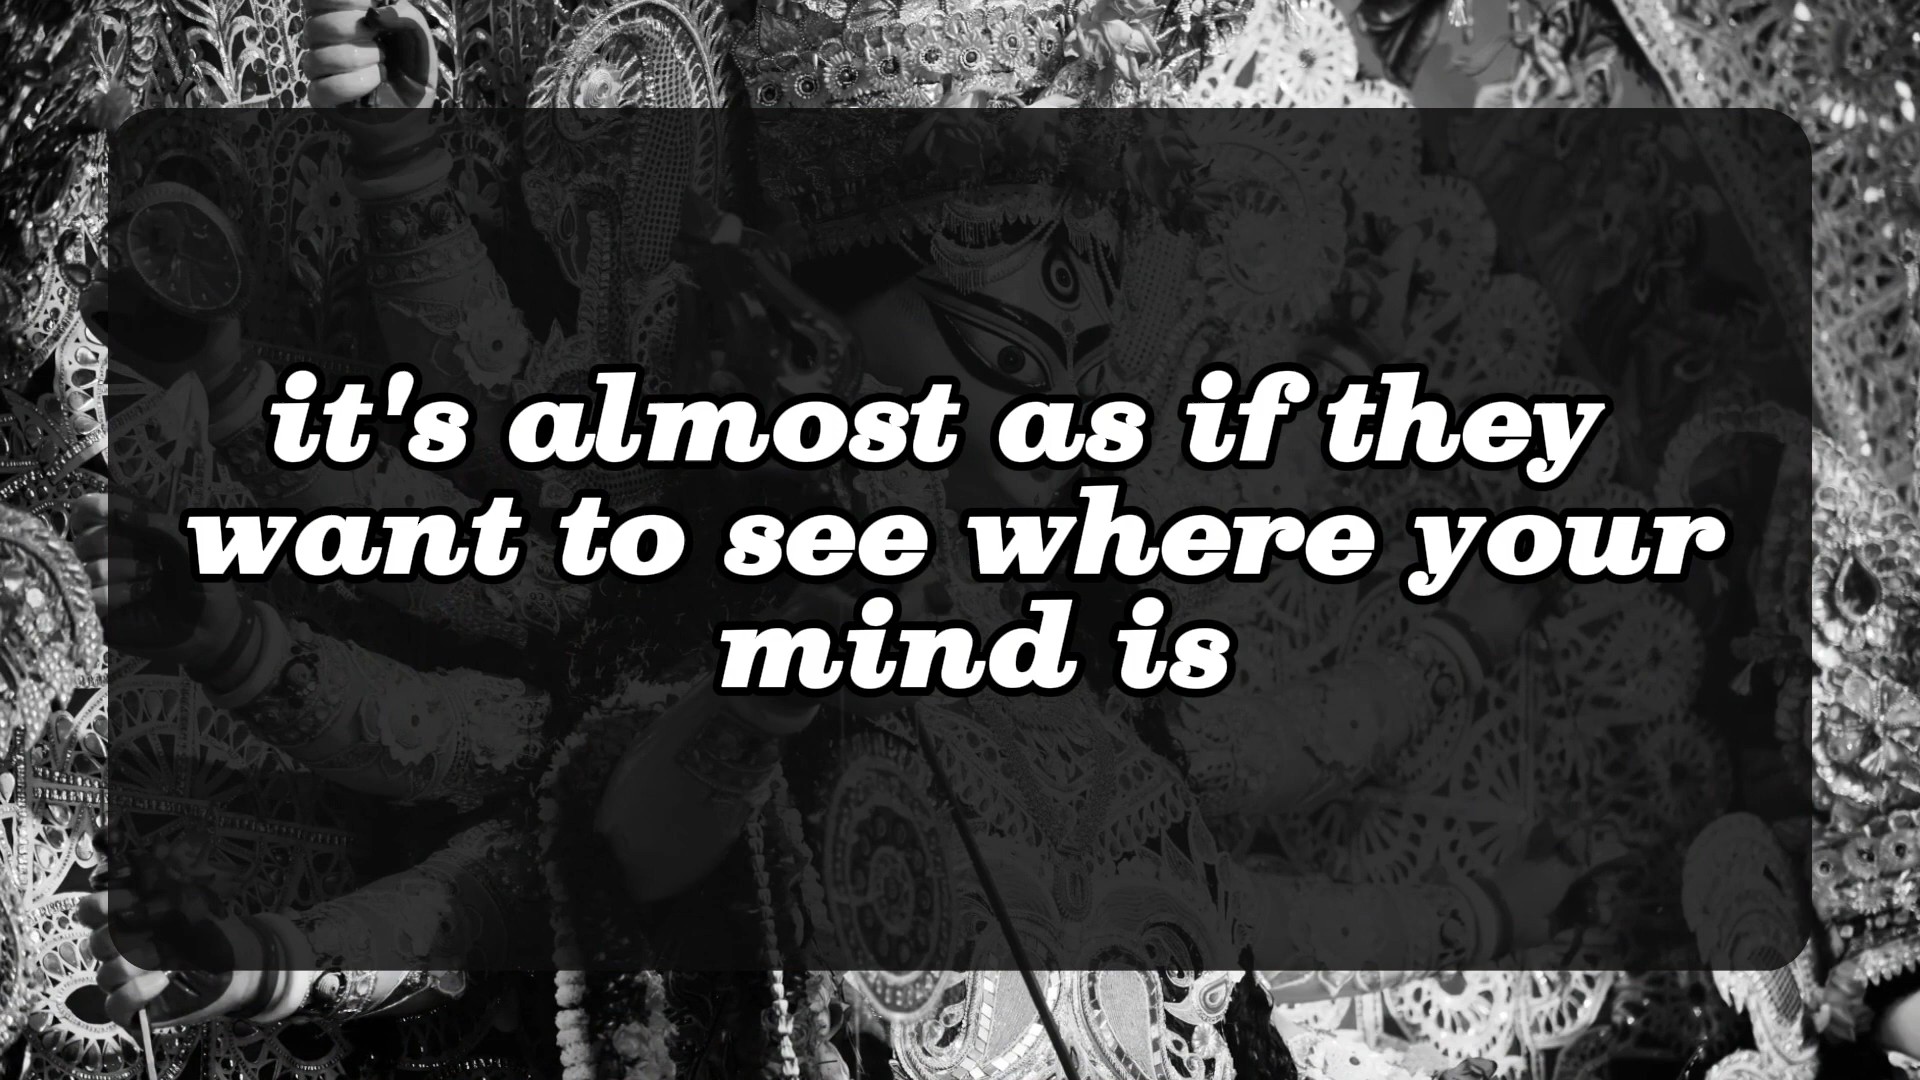 it's almost as if they
want to see where your
mind is